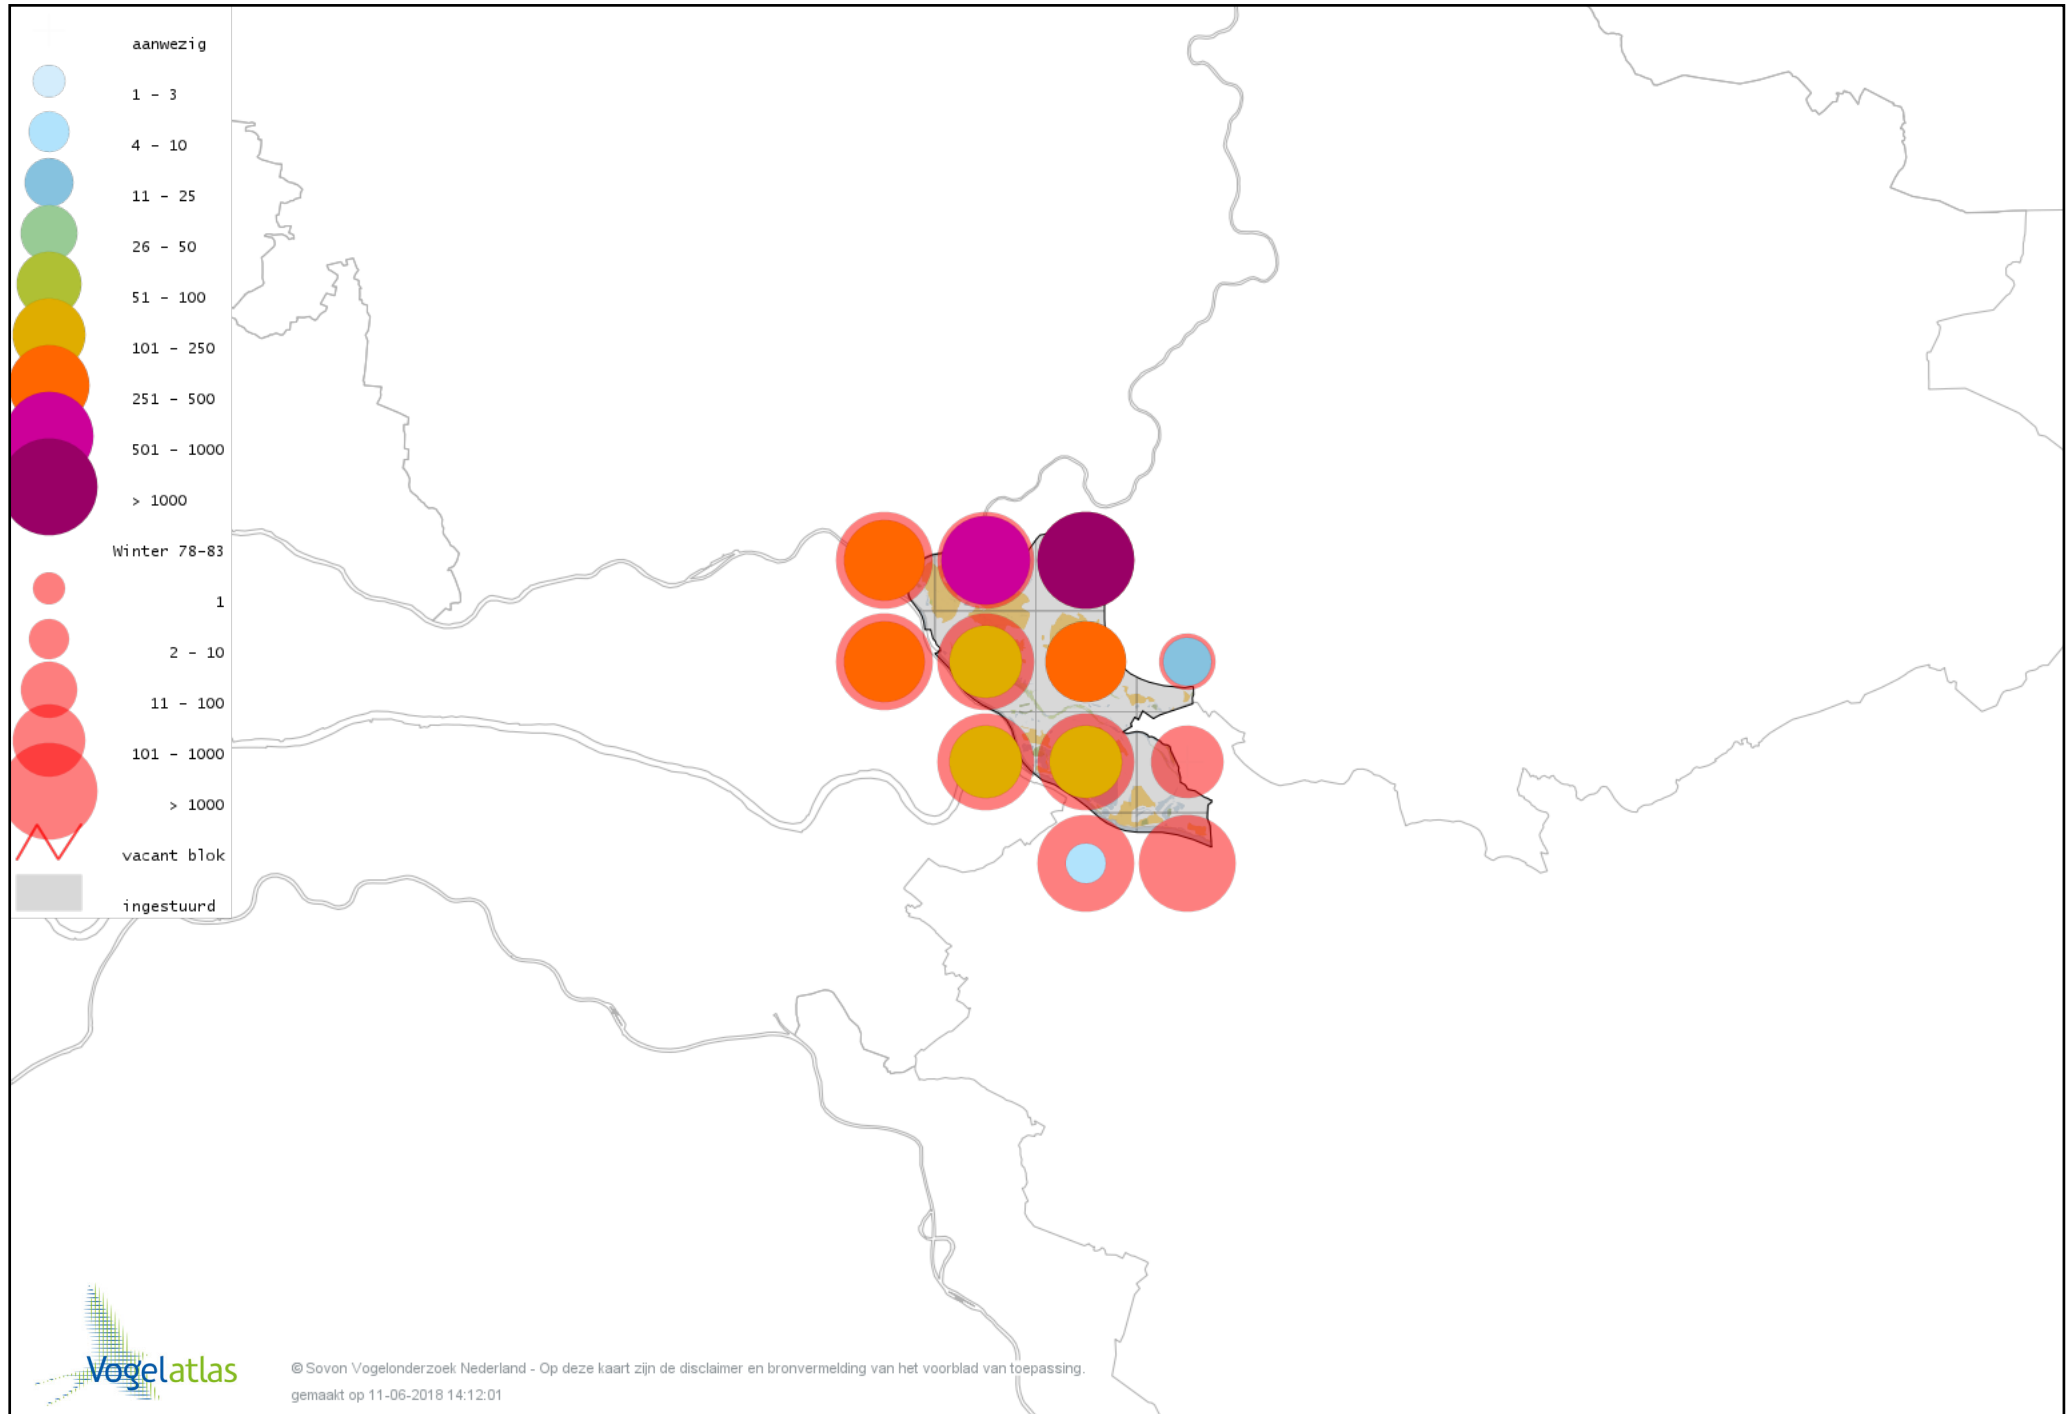 aanwezig
1 - 3
4 - 10
11 - 25
26 - 50
51 - 100
101 - 250
251 - 500
501 - 1000
> 1000
Winter 78-83
1
2 - 10
11 - 100
101 - 1000
> 1000
vacant blok
ingestuurd
Vogelatlas
© Sovon Vogelonderzoek Nederland - Op deze kaart zijn de disclaimer en bronvermelding van het voorblad van toepassing.
gemaakt op 11-06-2018 14:12:01